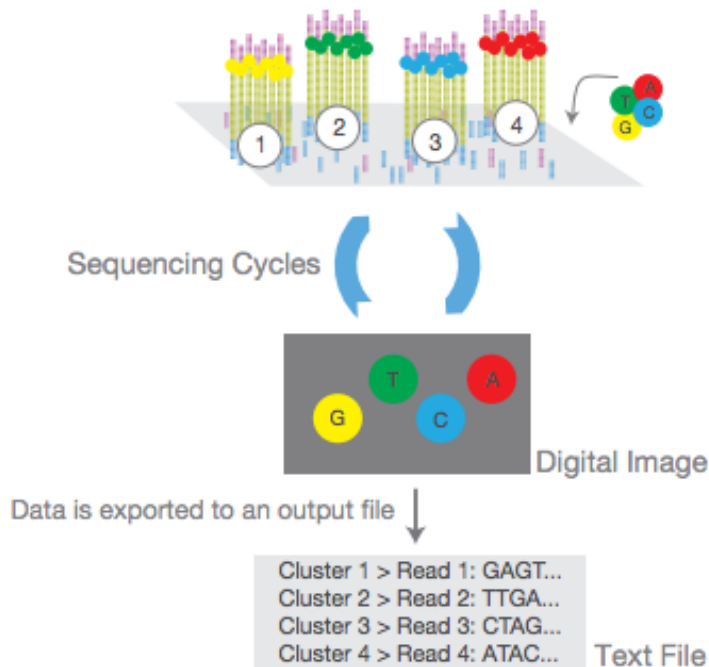 A
T
C
G
2
4
1
3
Sequencing Cycles
T
A
G
C
Digital Image
Data is exported to an output file
Cluster 1 > Read 1: GAGT...
Cluster 2 > Read 2: TTGA...
Cluster 3 > Read 3: CTAG...
Cluster 4 > Read 4: ATAC...
Text File